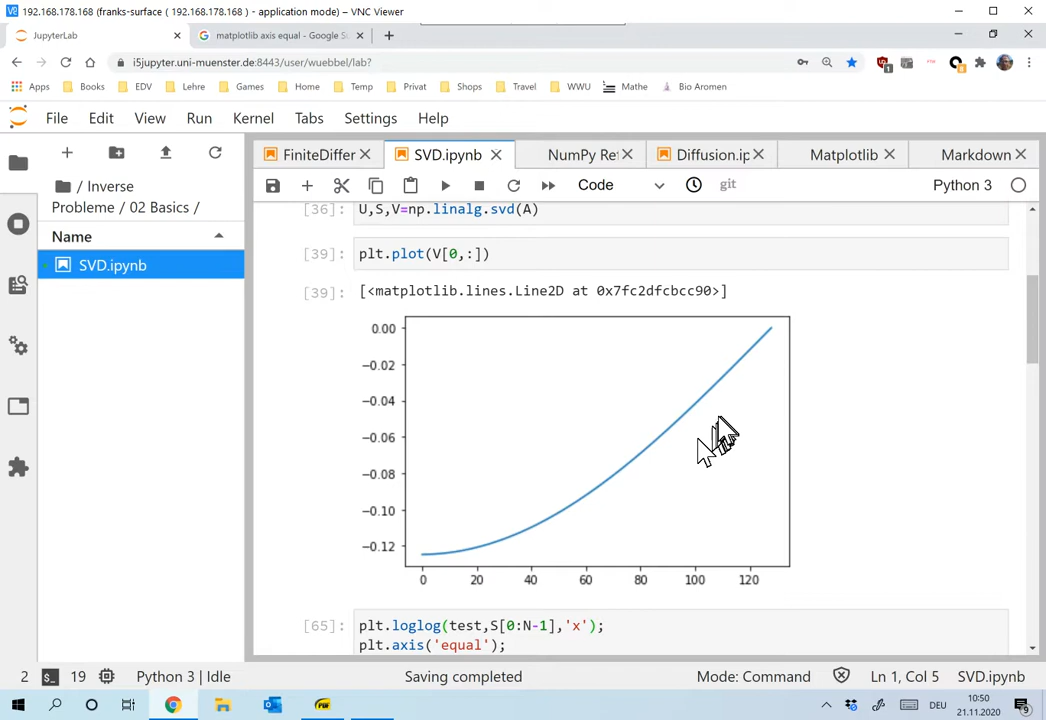 192.168.178.168 (franks-surface ( 192.168.178.168 ) - application mode) – VNC Viewer
JupyterLab
matplotlib axis equal - Google S
i5jupyter.uni-muenster.de:8443/user/wuebbel/lab?
Apps Books EDV Lehre Games Home Temp Privat Shops Travel WWU Mathe Bio Aromen
File Edit View Run Kernel Tabs Settings Help
FiniteDiffer SVD.ipynb NumPy Re Diffusion.ip Matplotlib Markdown
Code git Python 3
/ Inverse
Probleme / 02 Basics /
Name
SVD.ipynb
[36]: U,S,V=np.linalg.svd(A)
[39]: plt.plot(V[0,:])
[39]: [<matplotlib.lines.Line2D at 0x7fc2dfcbcc90>]
0.00
−0.02
−0.04
−0.06
−0.08
−0.10
−0.12
0 20 40 60 80 100 120
[65]: plt.loglog(test,S[0:N-1],'x');
plt.axis('equal');
2 19 Python 3 | Idle Saving completed Mode: Command Ln 1, Col 5 SVD.ipynb
DEU
10:50
21.11.2020